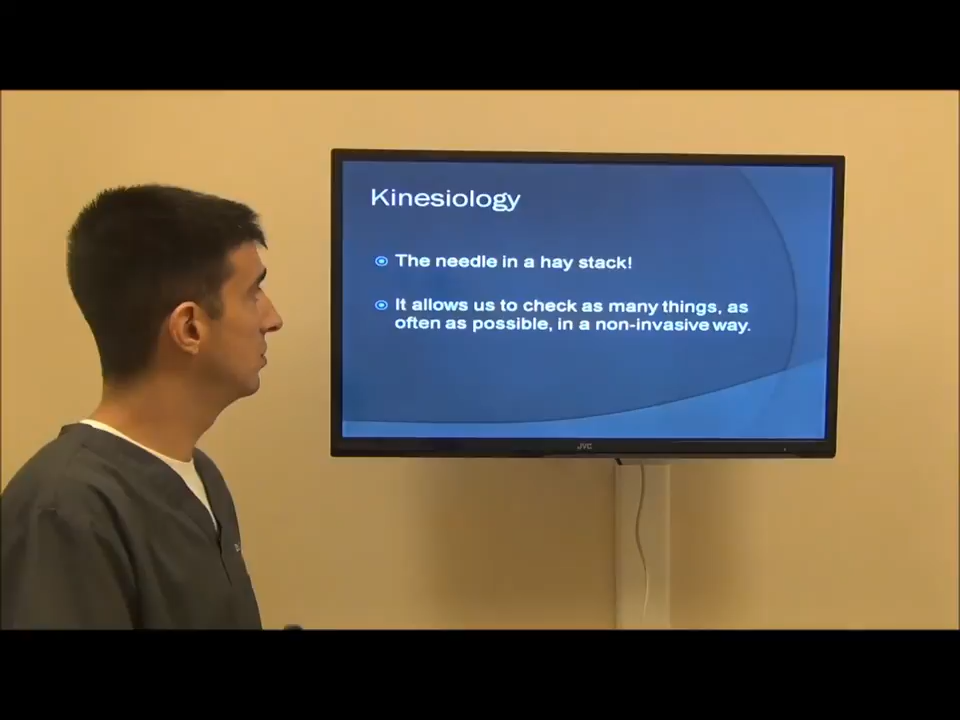 Kinesiology
The needle in a hay stack!
It allows us to check as many things, as
often as possible, in a non-invasive way.
JVC